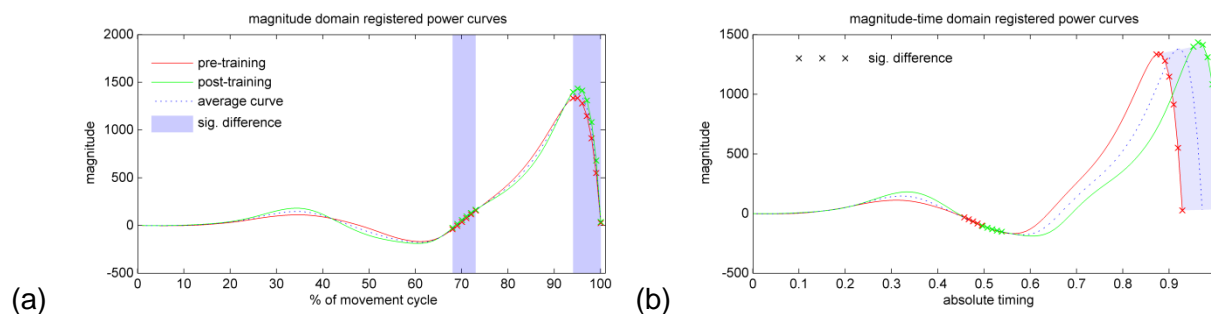 magnitude domain registered power curves
2000
1500
1000
500
0
-500
magnitude
pre-training
post-training
average curve
sig. difference
0 10 20 30 40 50 60 70 80 90 100
% of movement cycle
(a)
magnitude-time domain registered power curves
1500
1000
500
0
-500
magnitude
sig. difference
0 0.1 0.2 0.3 0.4 0.5 0.6 0.7 0.8 0.9
absolute timing
(b)